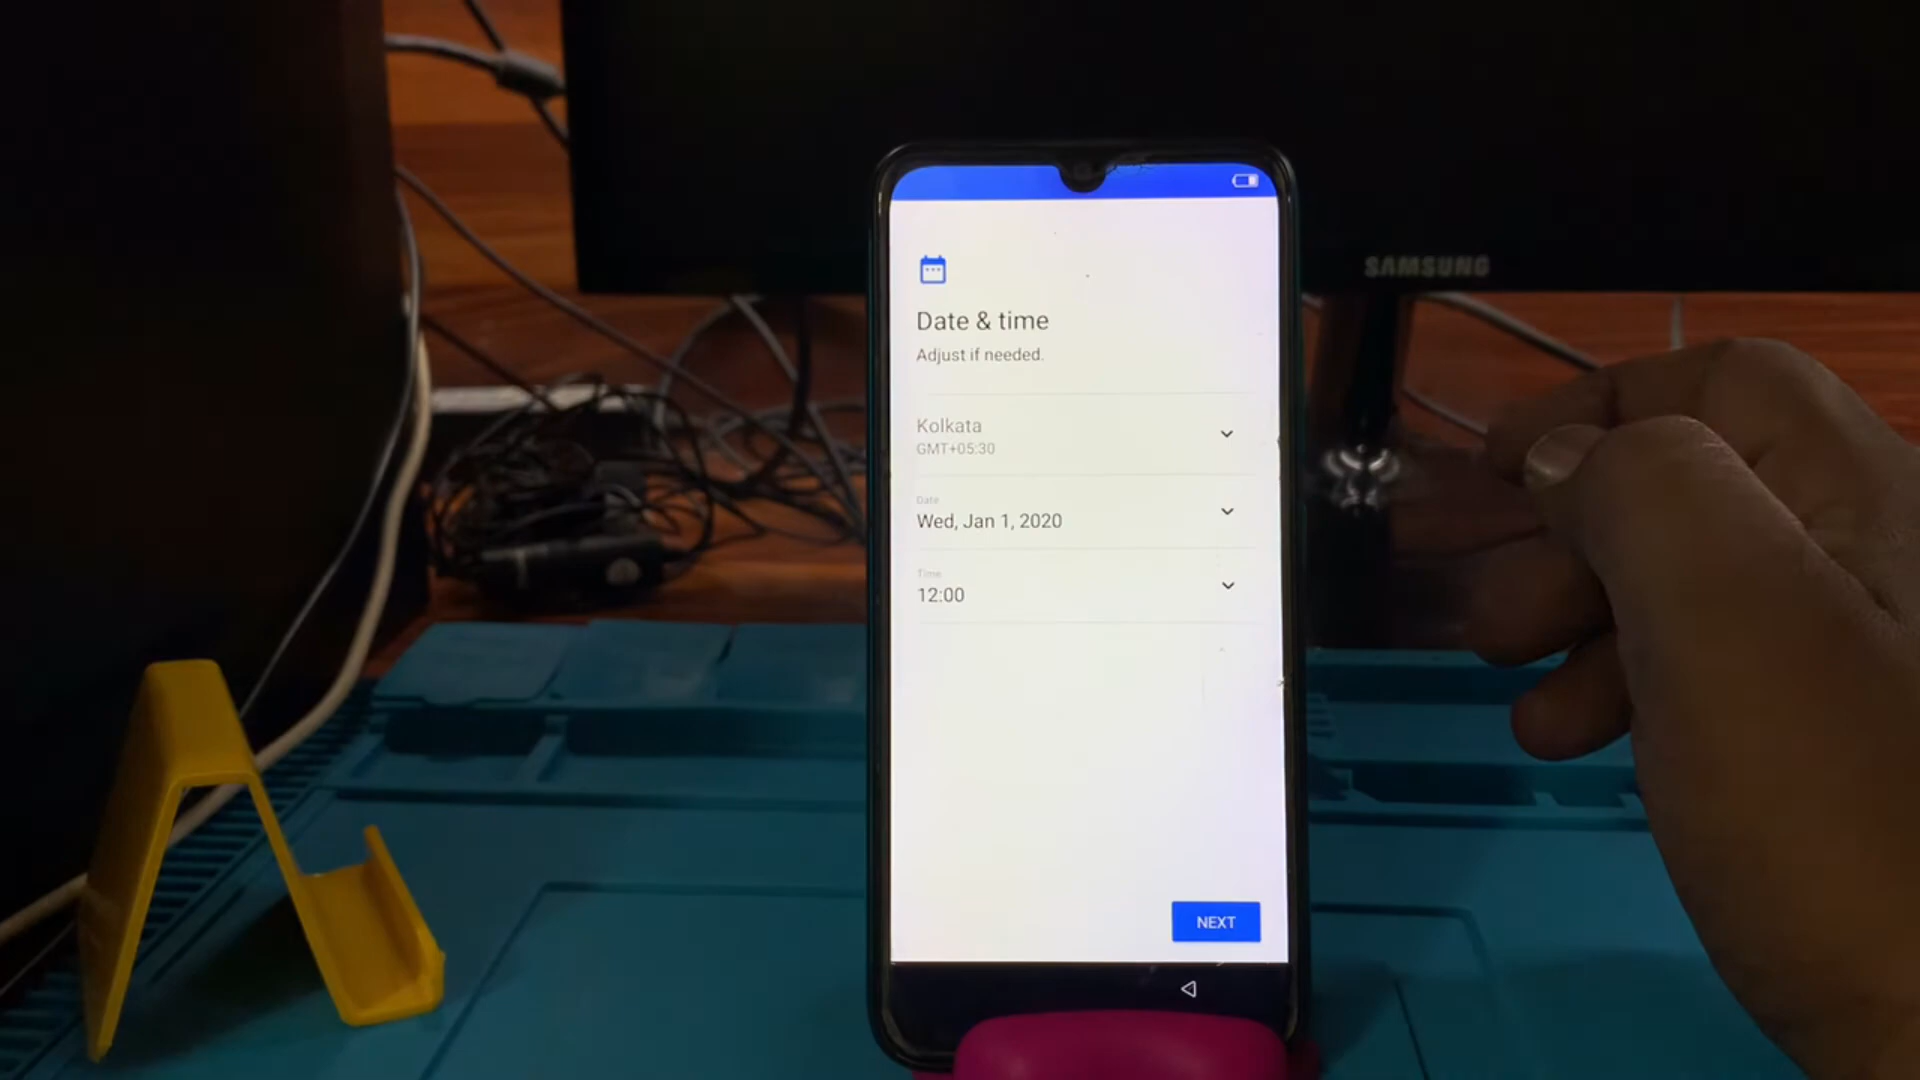 SAMSUNG
Date & time
Adjust if needed.
Kolkata
GMT+05:30
Date
Wed, Jan 1, 2020
Time
12:00
NEXT